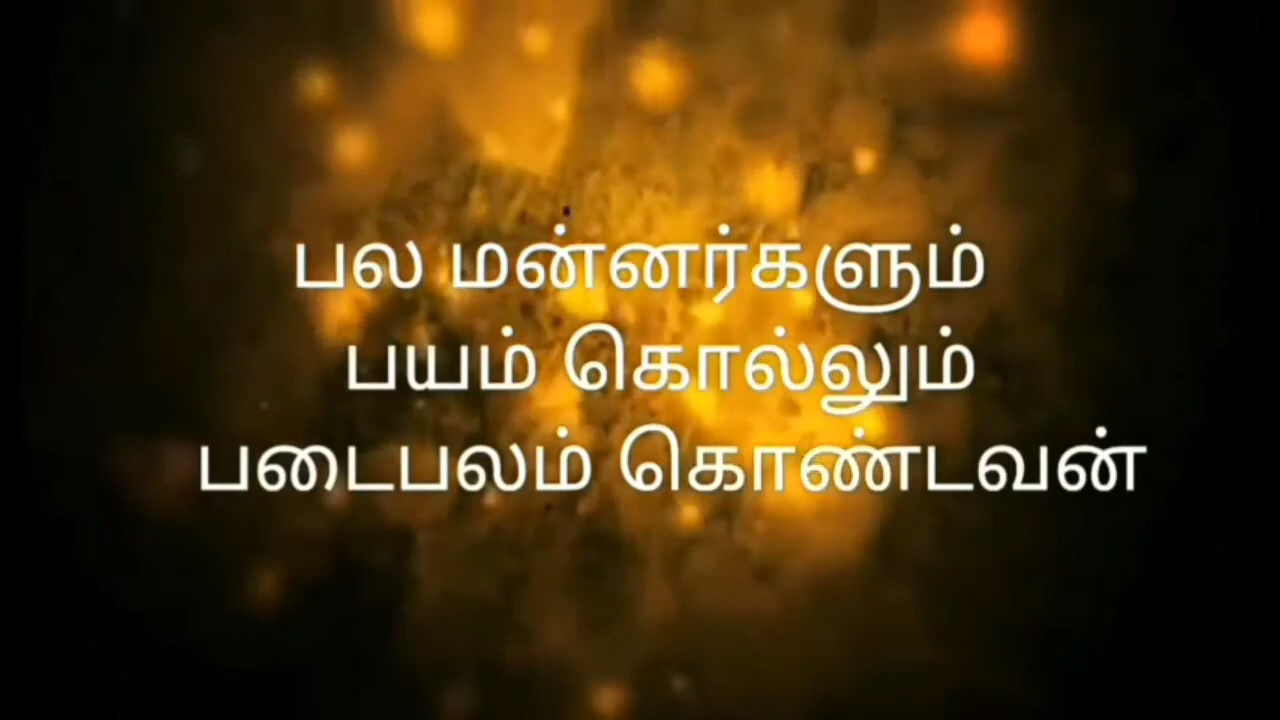 பல மன்னர்களும்
பயம் கொல்லும்
படைபலம் கொண்டவன்